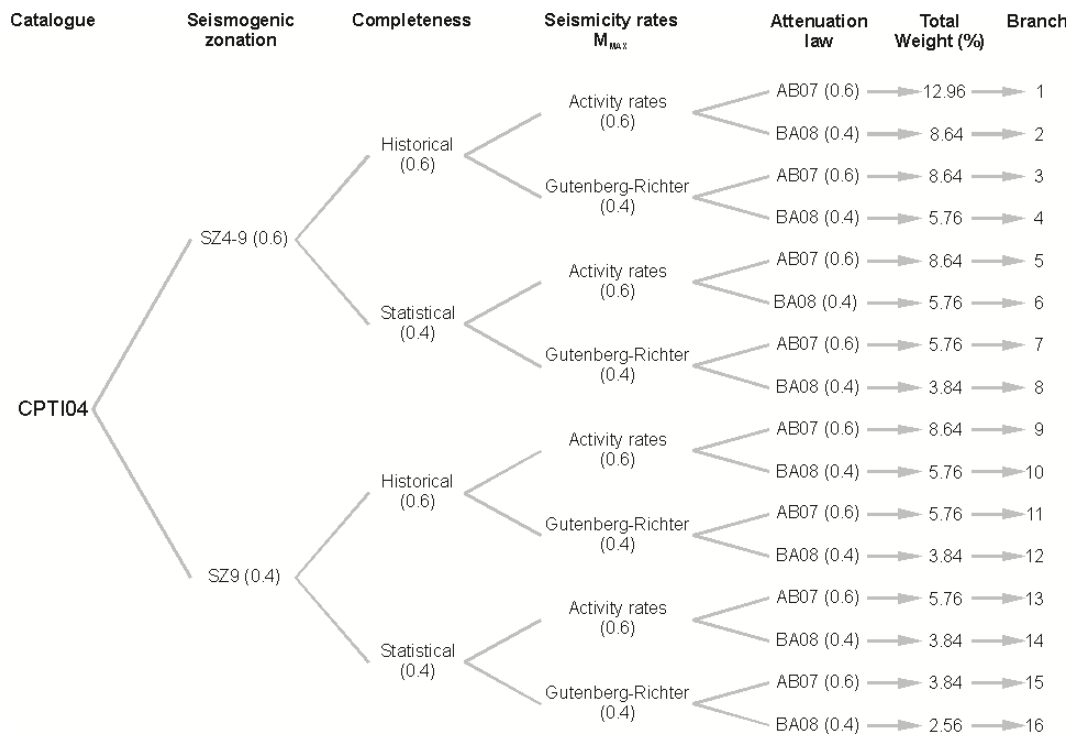 Catalogue Seismogenic zonation Completeness Seismicity rates M_MAX Attenuation law Total Weight (%) Branch
AB07 (0.6) 12.96 1
Activity rates
(0.6)
BA08 (0.4) 8.64 2
Historical
(0.6)
AB07 (0.6) 8.64 3
Gutenberg-Richter
(0.4)
BA08 (0.4) 5.76 4
SZ4-9 (0.6)
AB07 (0.6) 8.64 5
Activity rates
(0.6)
BA08 (0.4) 5.76 6
Statistical
(0.4)
AB07 (0.6) 5.76 7
Gutenberg-Richter
(0.4)
BA08 (0.4) 3.84 8
CPTI04
AB07 (0.6) 8.64 9
Activity rates
(0.6)
BA08 (0.4) 5.76 10
Historical
(0.6)
AB07 (0.6) 5.76 11
Gutenberg-Richter
(0.4)
BA08 (0.4) 3.84 12
SZ9 (0.4)
AB07 (0.6) 5.76 13
Activity rates
(0.6)
BA08 (0.4) 3.84 14
Statistical
(0.4)
AB07 (0.6) 3.84 15
Gutenberg-Richter
(0.4)
BA08 (0.4) 2.56 16